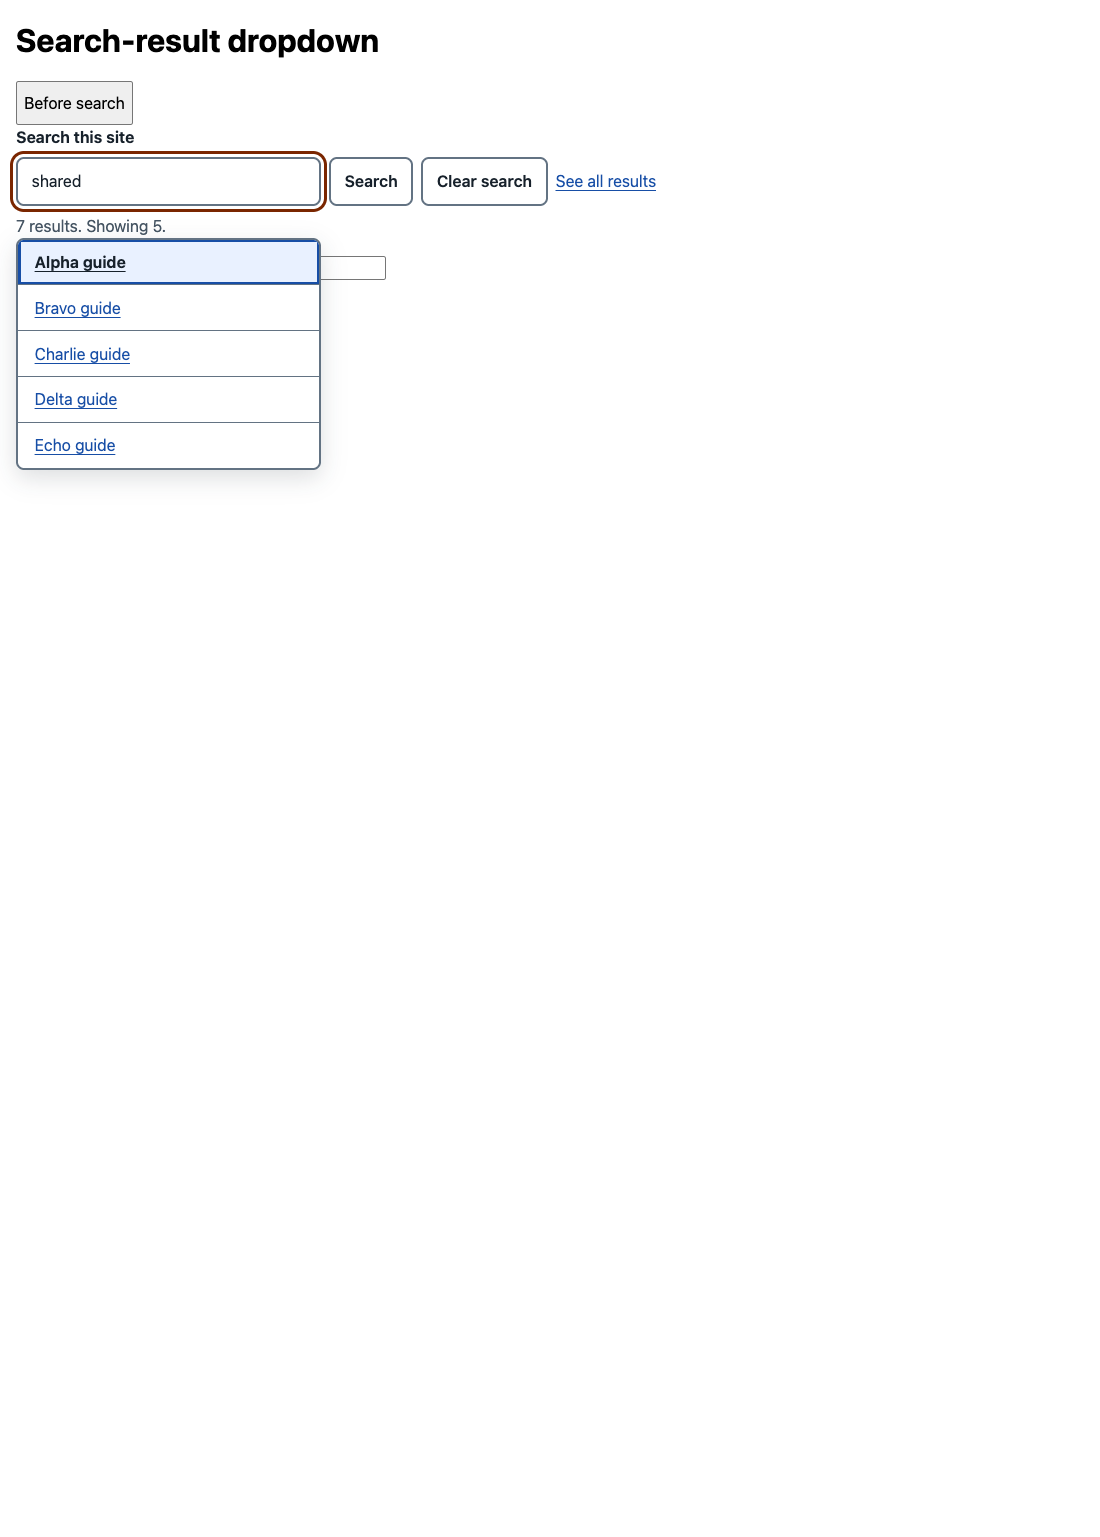 Search-result dropdown
Before search
Search this site
shared
Search
Clear search
See all results
7 results. Showing 5.
Alpha guide
Bravo guide
Charlie guide
Delta guide
Echo guide